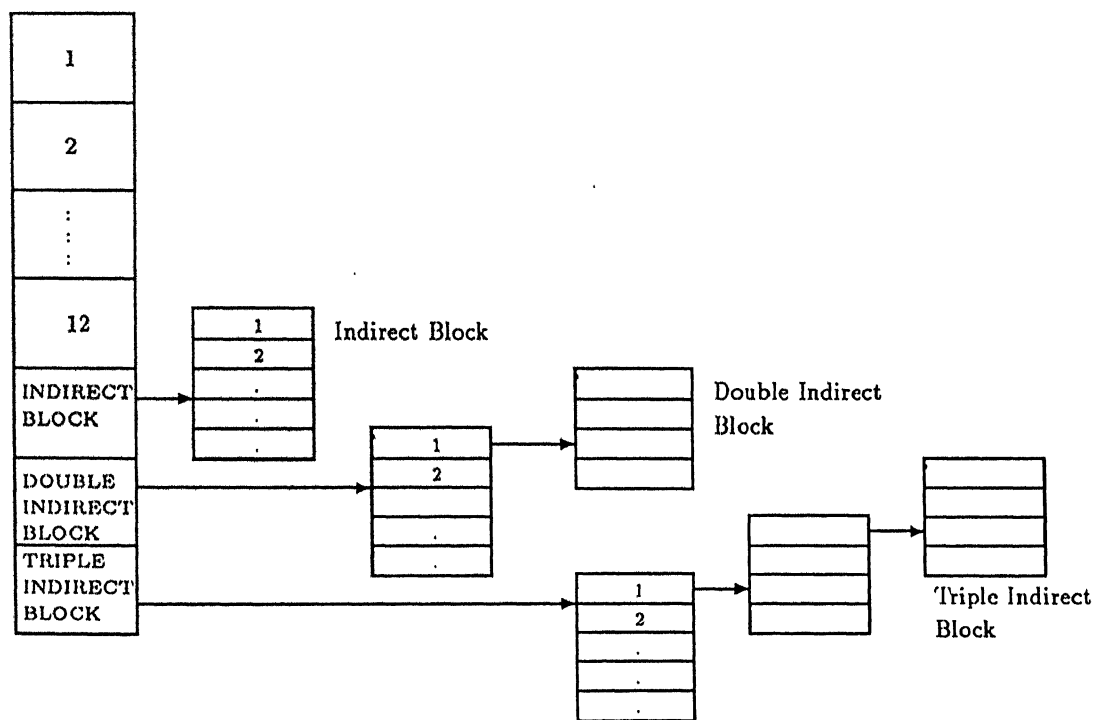 1
2
:
:
:
12
INDIRECT
BLOCK
DOUBLE
INDIRECT
BLOCK
TRIPLE
INDIRECT
BLOCK
1
2
.
.
.
Indirect Block
1
2
.
.
Double Indirect
Block
1
2
.
.
.
Triple Indirect
Block